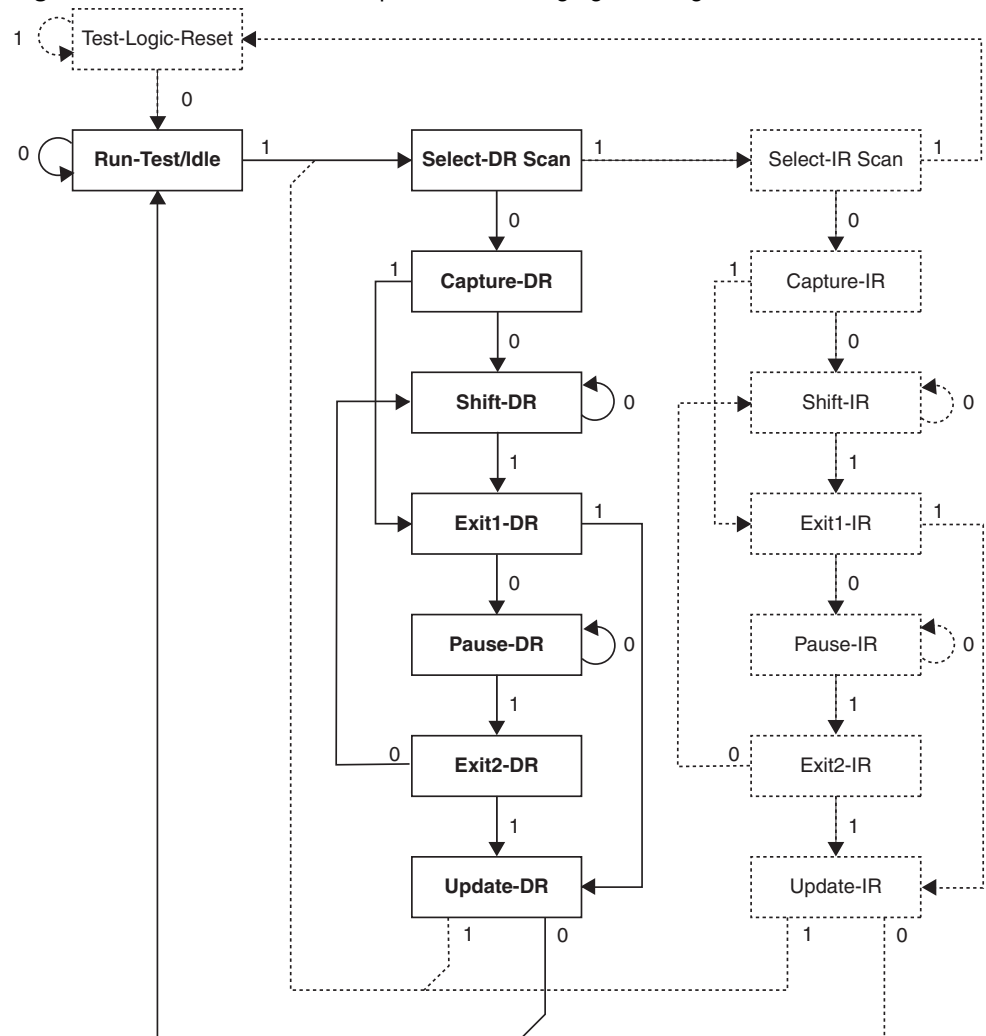 1 Test-Logic-Reset
0
0 Run-Test/Idle 1 Select-DR Scan 1 Select-IR Scan 1
0 0
1 Capture-DR 1 Capture-IR
0 0
Shift-DR 0 Shift-IR 0
1 1
Exit1-DR 1 Exit1-IR 1
0 0
Pause-DR 0 Pause-IR 0
1 1
0 Exit2-DR 0 Exit2-IR
1 1
Update-DR Update-IR
1 0 1 0